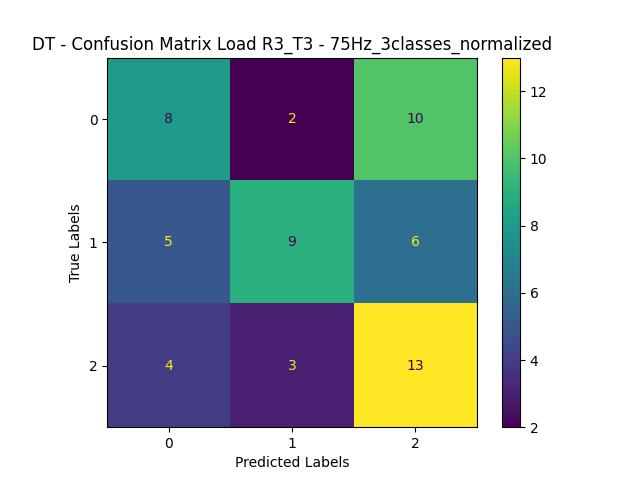 DT - Confusion Matrix Load R3_T3 - 75Hz_3classes_normalized
0 8 2 10
1 5 9 6
2 4 3 13
0 1 2
Predicted Labels
True Labels
12
10
8
6
4
2